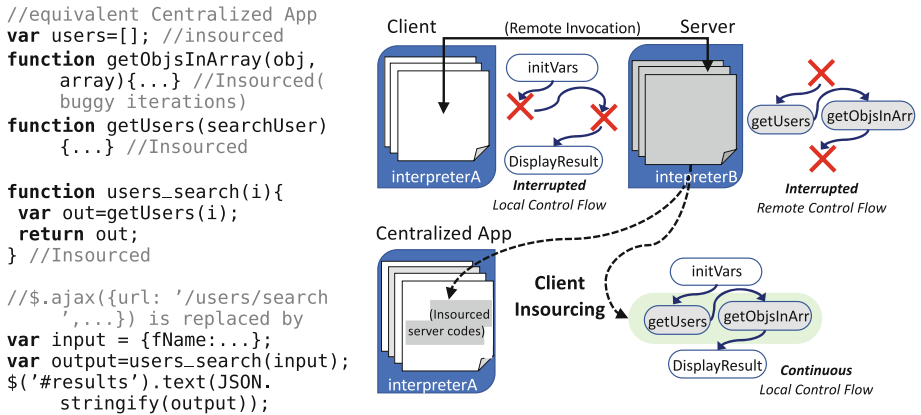 //equivalent Centralized App
var users=[]; //insourced
function getObjsInArray(obj,
array){...} //Insourced(
buggy iterations)
function getUsers(searchUser)
{...} //Insourced
function users_search(i){
var out=getUsers(i);
return out;
} //Insourced
//$.ajax({url: ’/users/search
’,...}) is replaced by
var input = {fName:...};
var output=users_search(input);
$(’#results’).text(JSON.
stringify(output));
Client
(Remote Invocation)
Server
interpreterA
initVars
DisplayResult
Interrupted
Local Control Flow
intepreterB
getUsers
getObjsInArr
Interrupted
Remote Control Flow
Centralized App
(Insourced
server codes)
interpreterA
Client
Insourcing
initVars
getUsers
getObjsInArr
DisplayResult
Continuous
Local Control Flow